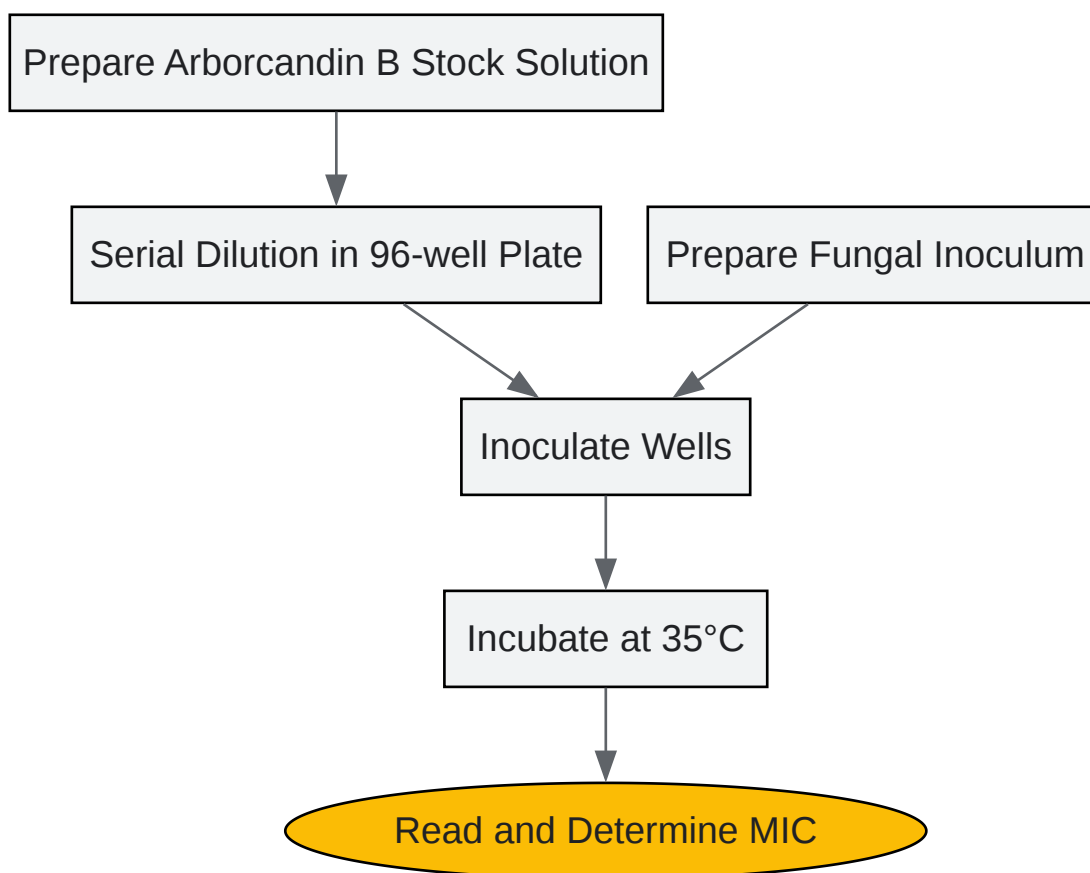 Prepare Arborcandin B Stock Solution
Serial Dilution in 96-well Plate
Prepare Fungal Inoculum
Inoculate Wells
Incubate at 35°C
Read and Determine MIC